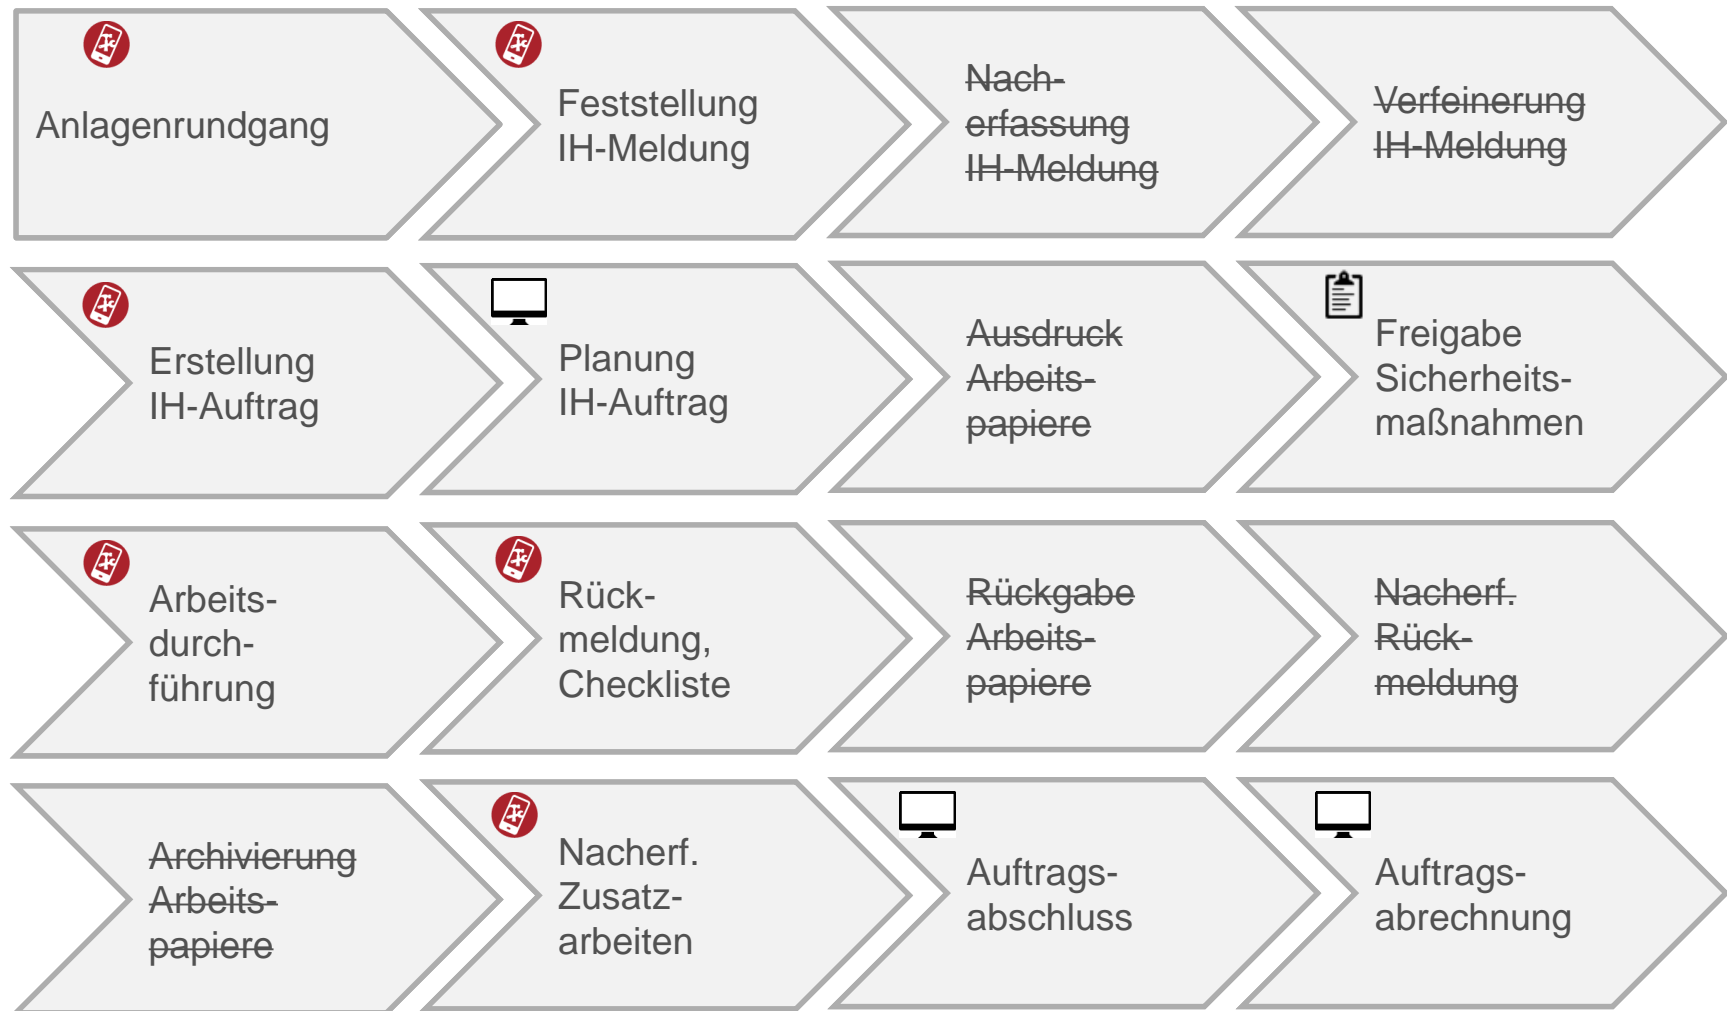 Anlagenrundgang
Feststellung
IH-Meldung
Nach-
erfassung
IH-Meldung
Verfeinerung
IH-Meldung
Erstellung
IH-Auftrag
Planung
IH-Auftrag
Ausdruck
Arbeits-
papiere
Freigabe
Sicherheits-
maßnahmen
Arbeits-
durch-
führung
Rück-
meldung,
Checkliste
Rückgabe
Arbeits-
papiere
Nacherf.
Rück-
meldung
Archivierung
Arbeits-
papiere
Nacherf.
Zusatz-
arbeiten
Auftrags-
abschluss
Auftrags-
abrechnung